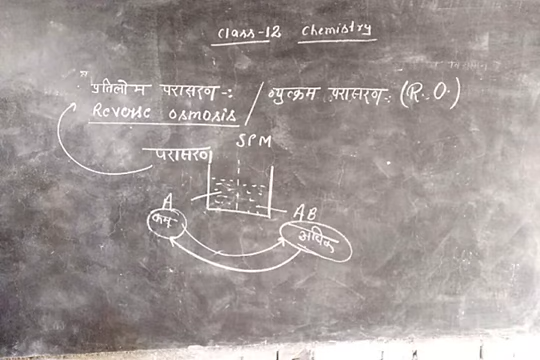 Class-12 Chemistry
" प्रतिलोम परासरण -: / व्युत्क्रम परासरण : (R.O.)
Reverse osmosis
SPM
परासरण
A
AB
कम
अधिक